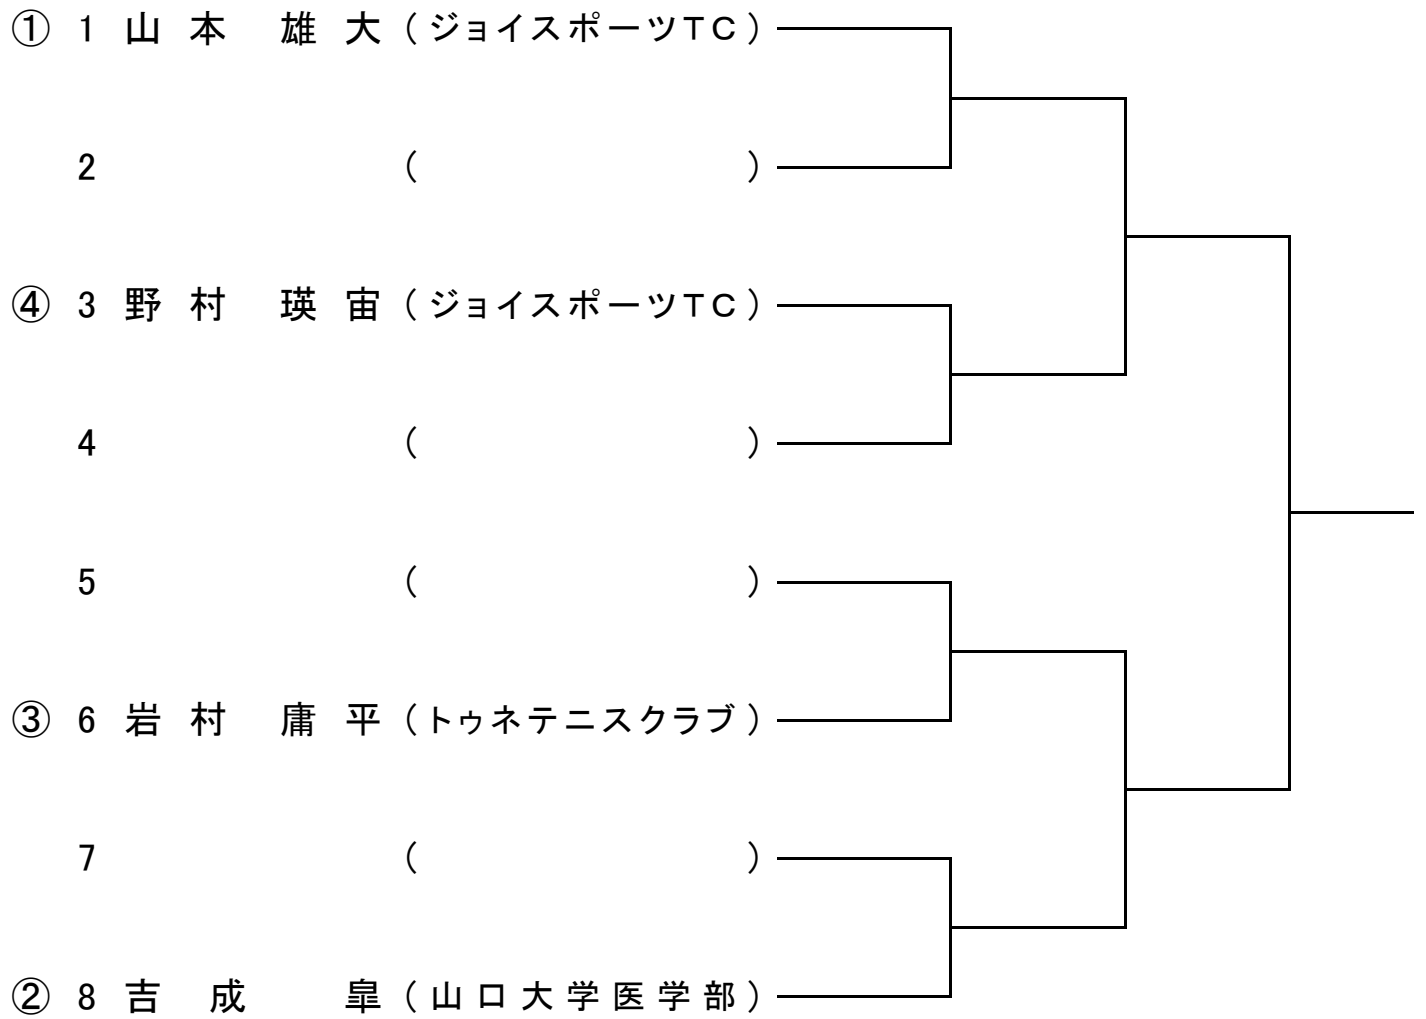 ① 1 山本 雄大 (ジョイスポーツTC)
2 ( )
④ 3 野村 瑛宙 (ジョイスポーツTC)
4 ( )
5 ( )
③ 6 岩村 庸平 (トゥネテニスクラブ)
7 ( )
② 8 吉成 皐 (山口大学医学部)